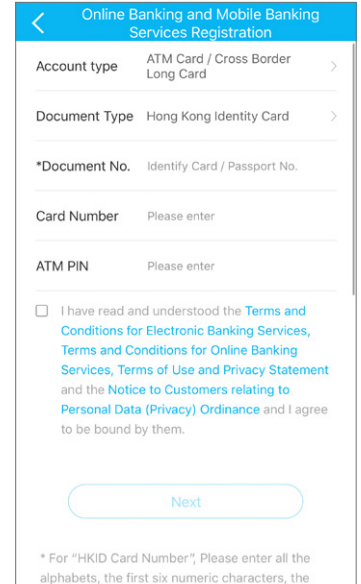 Online Banking and Mobile Banking
Services Registration
Account type
ATM Card / Cross Border
Long Card
Document Type Hong Kong Identity Card
*Document No. Identify Card / Passport No.
Card Number Please enter
ATM PIN Please enter
I have read and understood the Terms and
Conditions for Electronic Banking Services,
Terms and Conditions for Online Banking
Services, Terms of Use and Privacy Statement
and the Notice to Customers relating to
Personal Data (Privacy) Ordinance and I agree
to be bound by them.
Next
* For “HKID Card Number”, Please enter all the
alphabets, the first six numeric characters, the